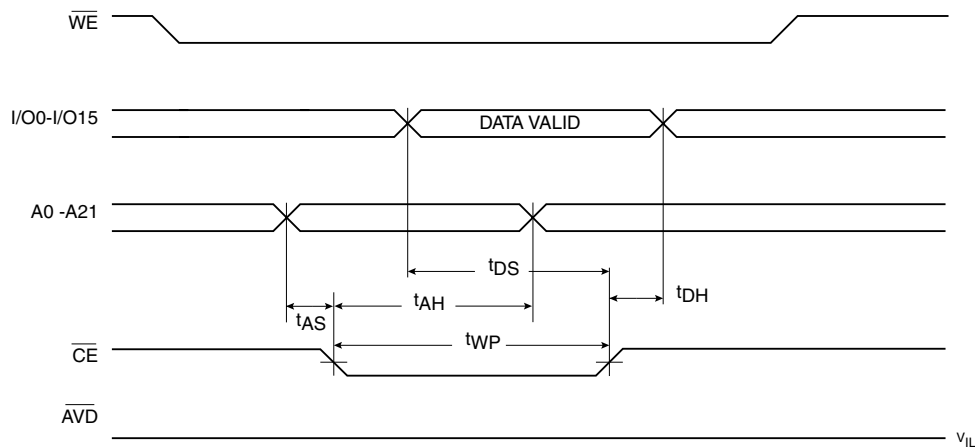 WE
I/O0-I/O15
DATA VALID
A0 -A21
tDS
tDH
tAS
tAH
tWP
CE
AVD
VIL